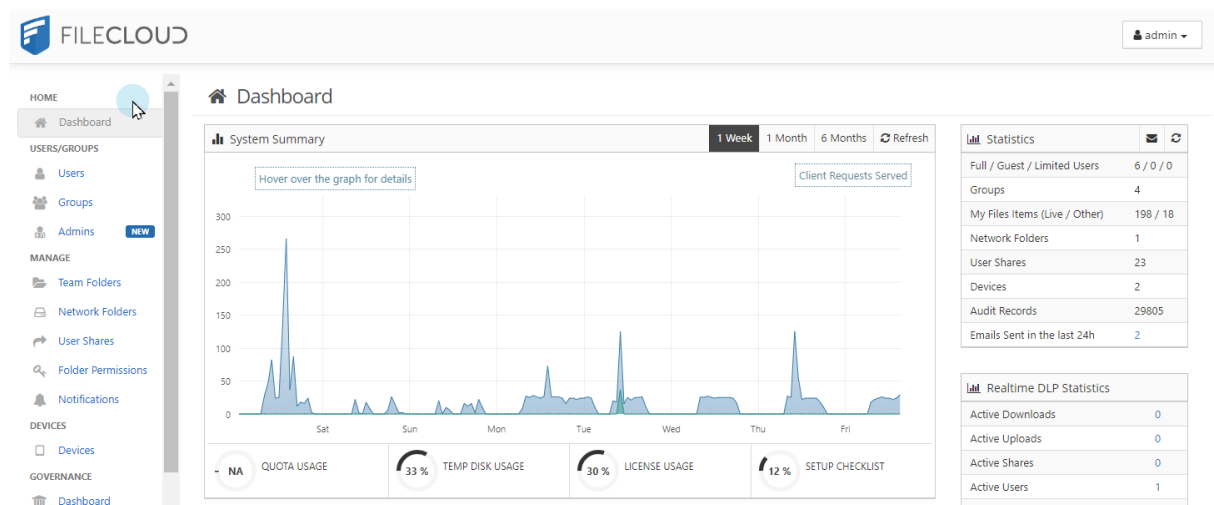 FILECLOUD
admin
HOME
Dashboard
USERS/GROUPS
Users
Groups
Admins NEW
MANAGE
Team Folders
Network Folders
User Shares
Folder Permissions
Notifications
DEVICES
Devices
GOVERNANCE
Dashboard
Dashboard
System Summary 1 Week 1 Month 6 Months Refresh
Hover over the graph for details
Client Requests Served
300
250
200
150
100
50
0
Sat Sun Mon Tue Wed Thu Fri
NA QUOTA USAGE
33 % TEMP DISK USAGE
30 % LICENSE USAGE
12 % SETUP CHECKLIST
Statistics
Full / Guest / Limited Users 6 / 0 / 0
Groups 4
My Files Items (Live / Other) 198 / 18
Network Folders 1
User Shares 23
Devices 2
Audit Records 29805
Emails Sent in the last 24h 2
Realtime DLP Statistics
Active Downloads 0
Active Uploads 0
Active Shares 0
Active Users 1